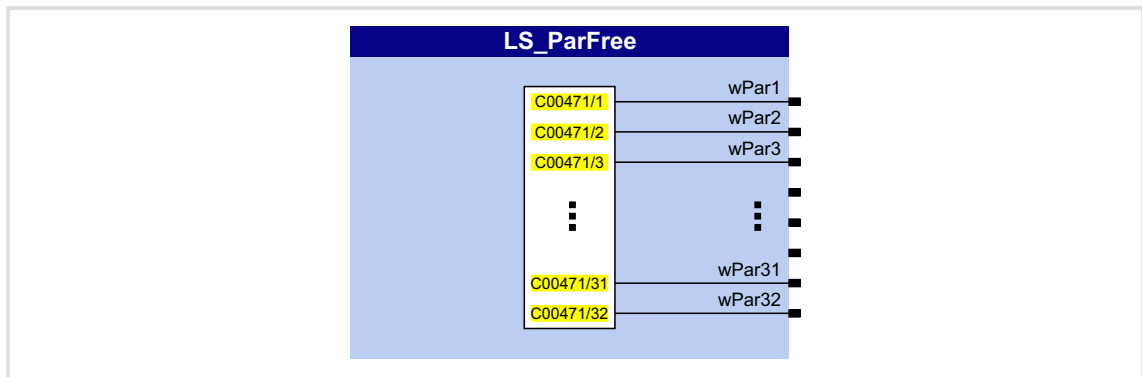 LS_ParFree
wPar1
C00471/1
wPar2
C00471/2
wPar3
C00471/3
wPar31
C00471/31
wPar32
C00471/32